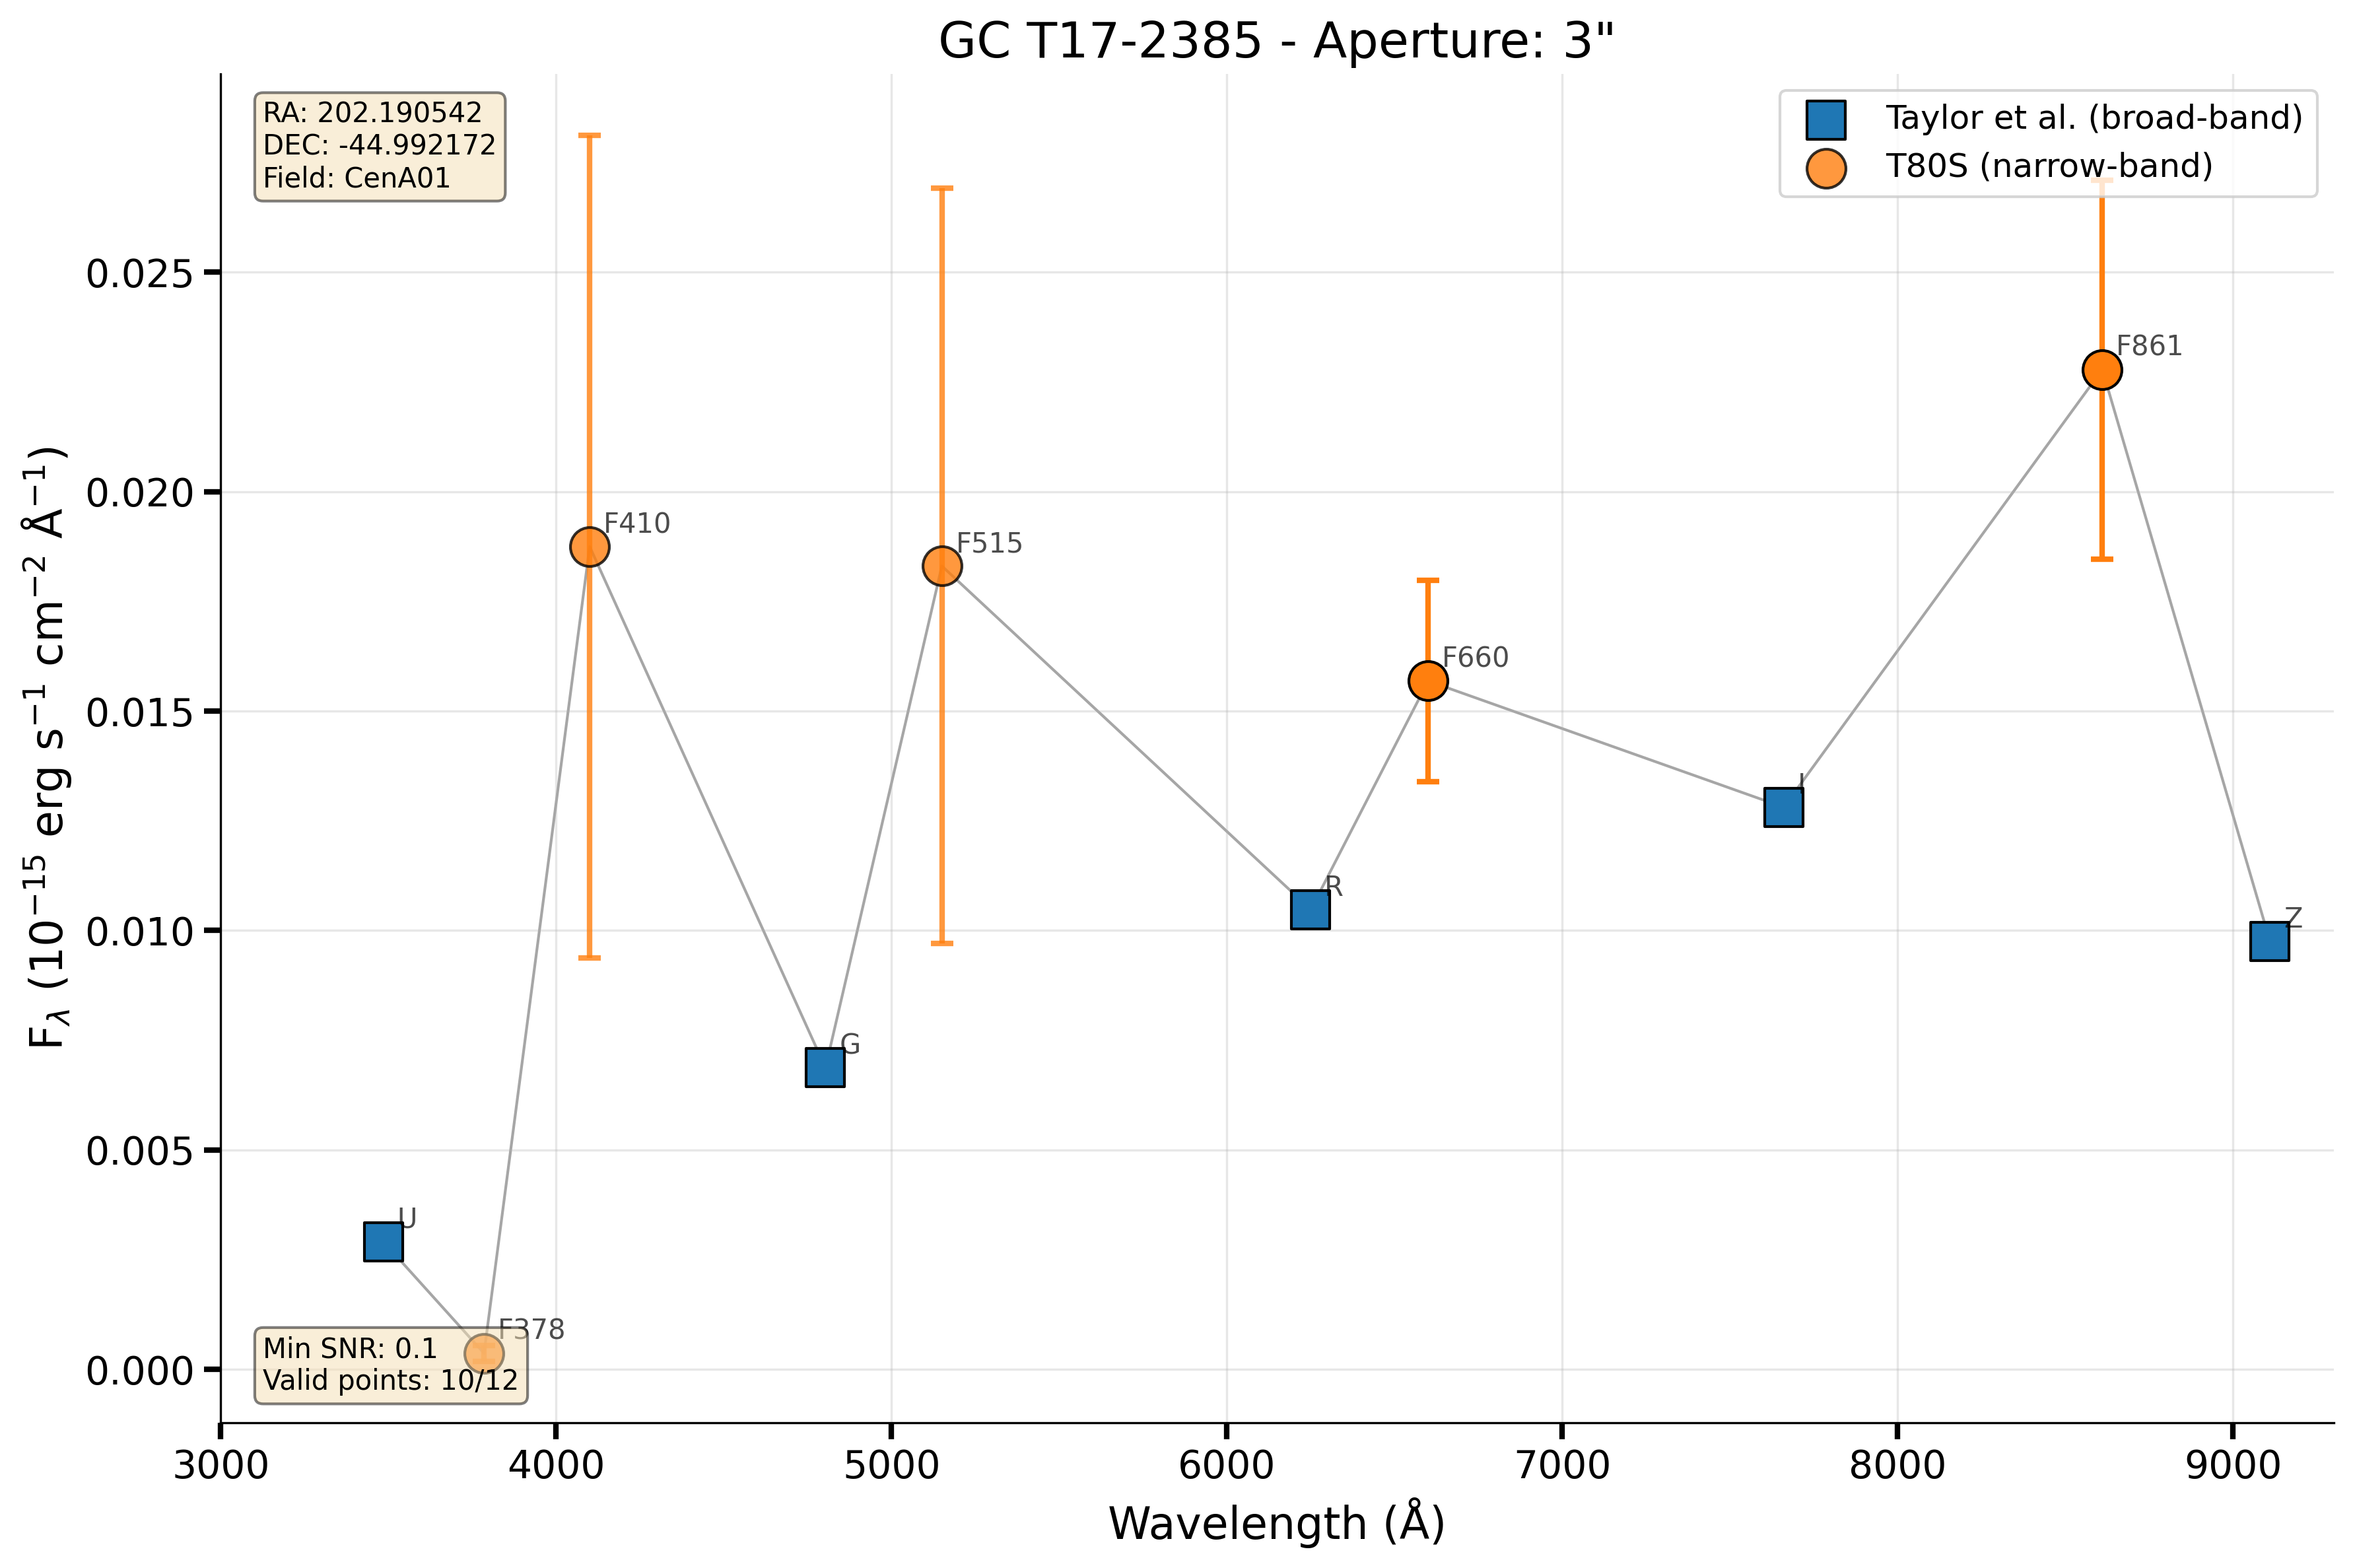 GC T17-2385 - Aperture: 3"
RA: 202.190542
DEC: -44.992172
Field: CenA01
Taylor et al. (broad-band)
T80S (narrow-band)
F861
F410
F515
F660
I
R
Z
G
U
F378
Min SNR: 0.1
Valid points: 10/12
0.025
0.020
0.015
0.010
0.005
0.000
Fλ (10⁻¹⁵ erg s⁻¹ cm⁻² Å⁻¹)
3000 4000 5000 6000 7000 8000 9000
Wavelength (Å)